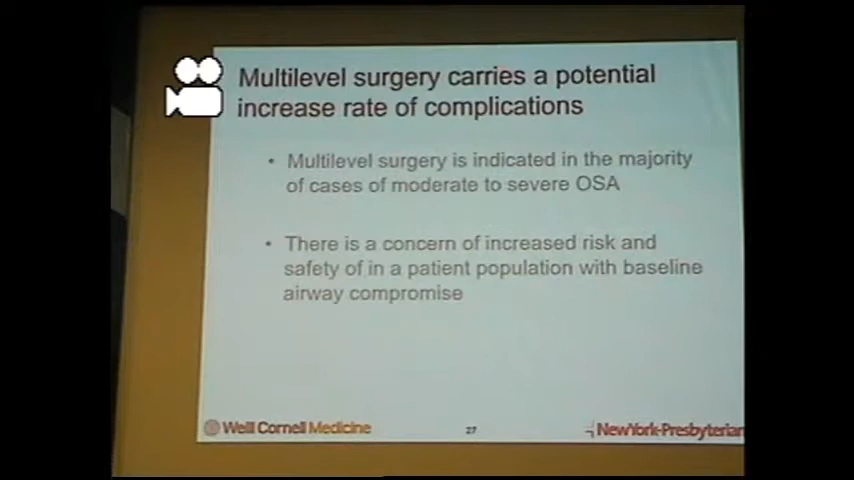 Multilevel surgery carries a potential
increase rate of complications
• Multilevel surgery is indicated in the majority
of cases of moderate to severe OSA
• There is a concern of increased risk and
safety of in a patient population with baseline
airway compromise
Weill Cornell Medicine
27
NewYork-Presbyterian